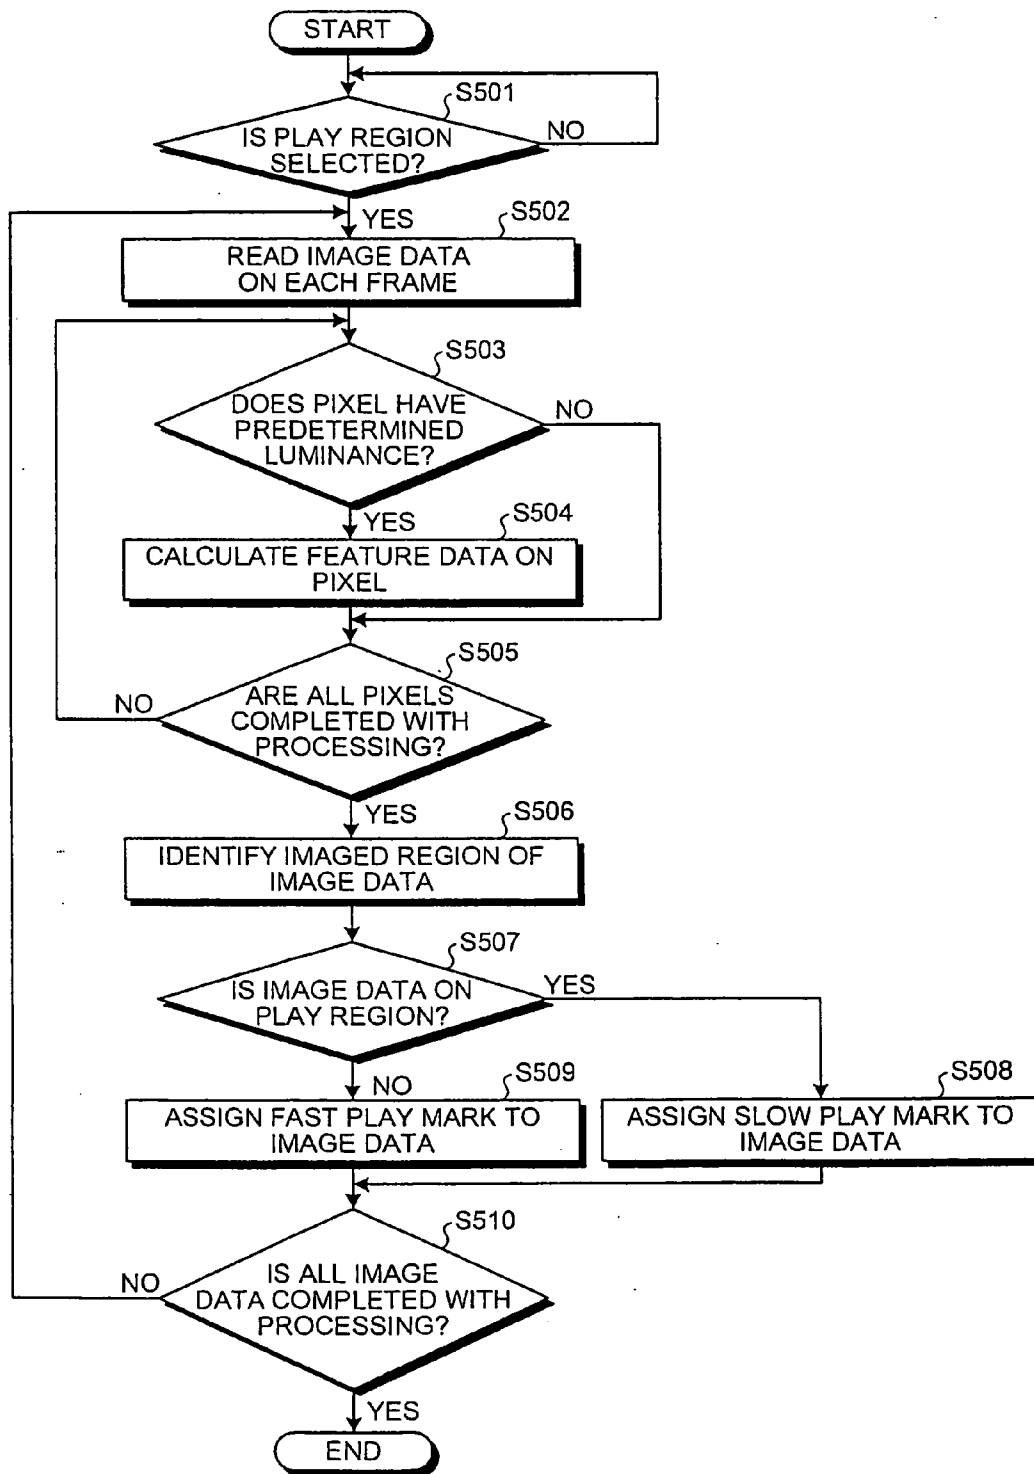 START
S501
IS PLAY REGION
SELECTED?
NO
YES
S502
READ IMAGE DATA
ON EACH FRAME
S503
DOES PIXEL HAVE
PREDETERMINED
LUMINANCE?
NO
YES
S504
CALCULATE FEATURE DATA ON
PIXEL
S505
ARE ALL PIXELS
COMPLETED WITH
PROCESSING?
NO
YES
S506
IDENTIFY IMAGED REGION OF
IMAGE DATA
S507
IS IMAGE DATA ON
PLAY REGION?
YES
NO
S509
ASSIGN FAST PLAY MARK TO
IMAGE DATA
S508
ASSIGN SLOW PLAY MARK TO
IMAGE DATA
S510
IS ALL IMAGE
DATA COMPLETED WITH
PROCESSING?
NO
YES
END